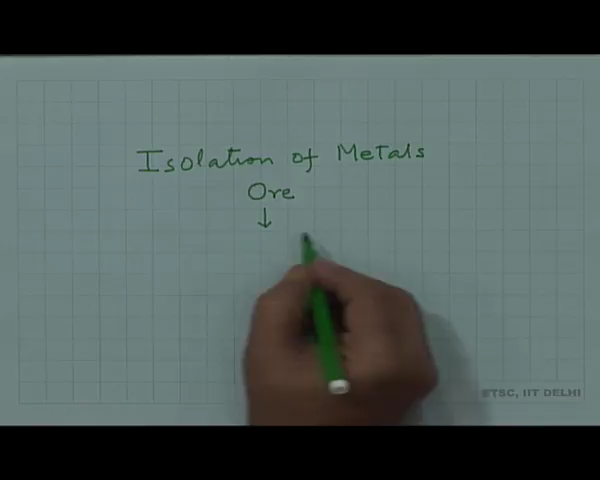 Isolation of Metals
Ore
↓
ETSC, IIT DELHI